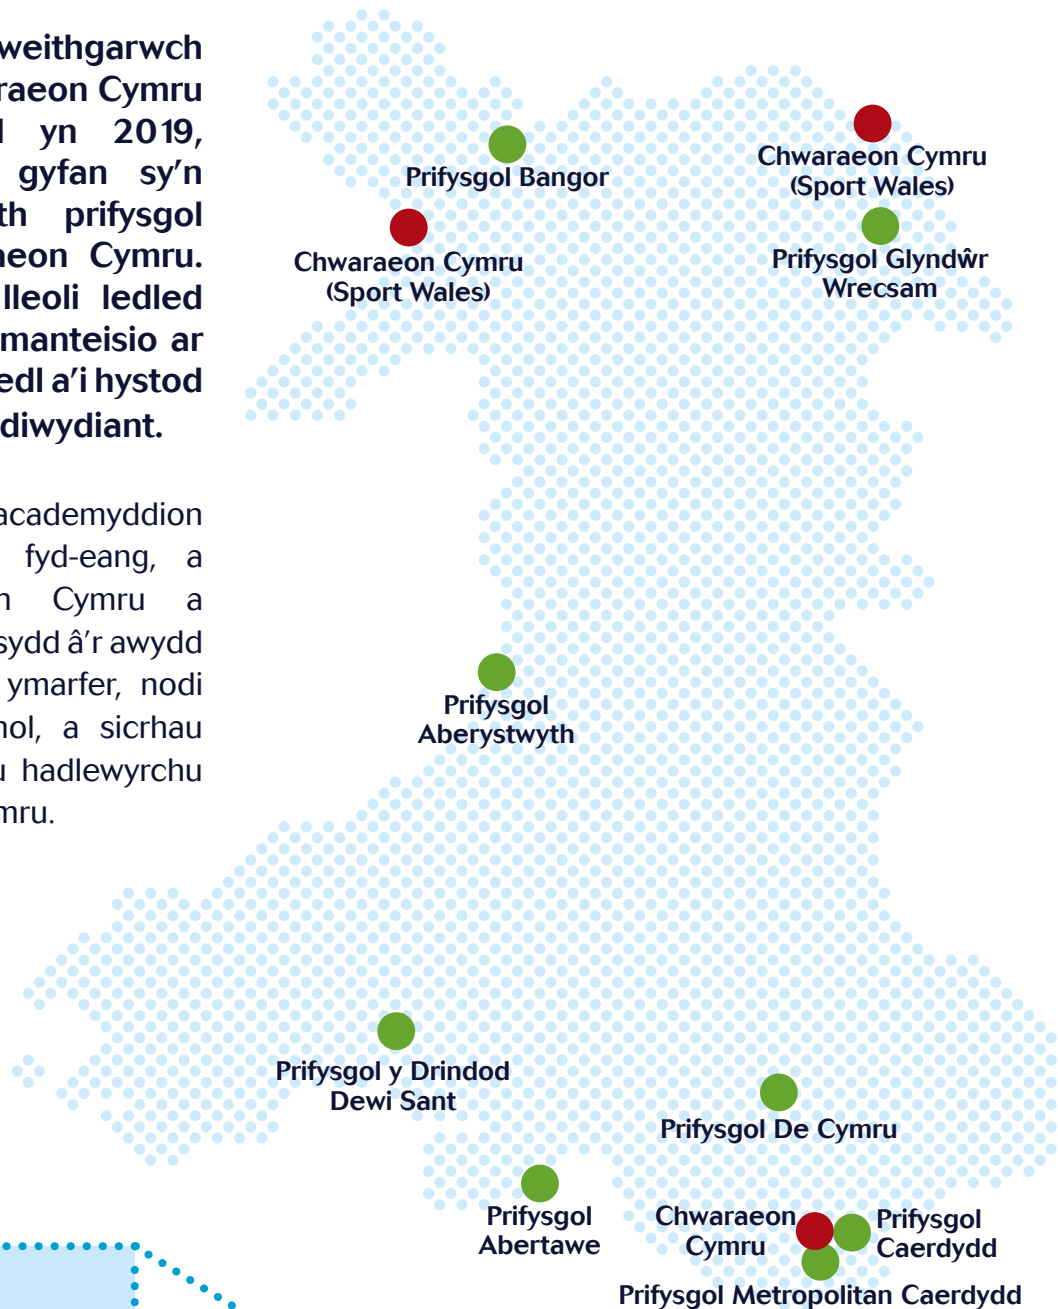 weithgarwch
raeon Cymru
yn 2019,
gyfan sy'n
th prifysgol
eon Cymru.
lleoli ledled
manteisio ar
edl a'i hystod
diwydiant.
academyddion
fyd-eang, a
Cymru a
sydd â'r awydd
ymarfer, nodi
nol, a sicrhau
u hadlewyrchu
mru.
Prifysgol Bangor
Chwaraeon Cymru
(Sport Wales)
Chwaraeon Cymru
(Sport Wales)
Prifysgol Glyndŵr
Wrecsam
Prifysgol
Aberystwyth
Prifysgol y Drindod
Dewi Sant
Prifysgol De Cymru
Prifysgol
Abertawe
Chwaraeon
Cymru
Prifysgol
Caerdydd
Prifysgol Metropolitan Caerdydd